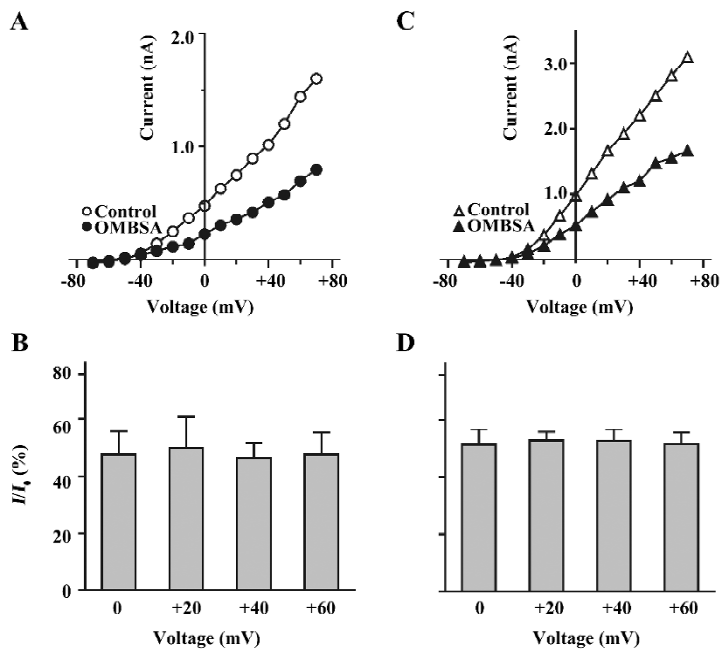 A
Current (nA)
2.0
1.0
Control
OMBSA
-80 -40 0 +40 +80
Voltage (mV)
C
Current (nA)
3.0
2.0
1.0
Control
OMBSA
-80 -40 0 +40 +80
Voltage (mV)
B
I/I₀ (%)
80
60
40
20
0
0 +20 +40 +60
Voltage (mV)
D
0 +20 +40 +60
Voltage (mV)